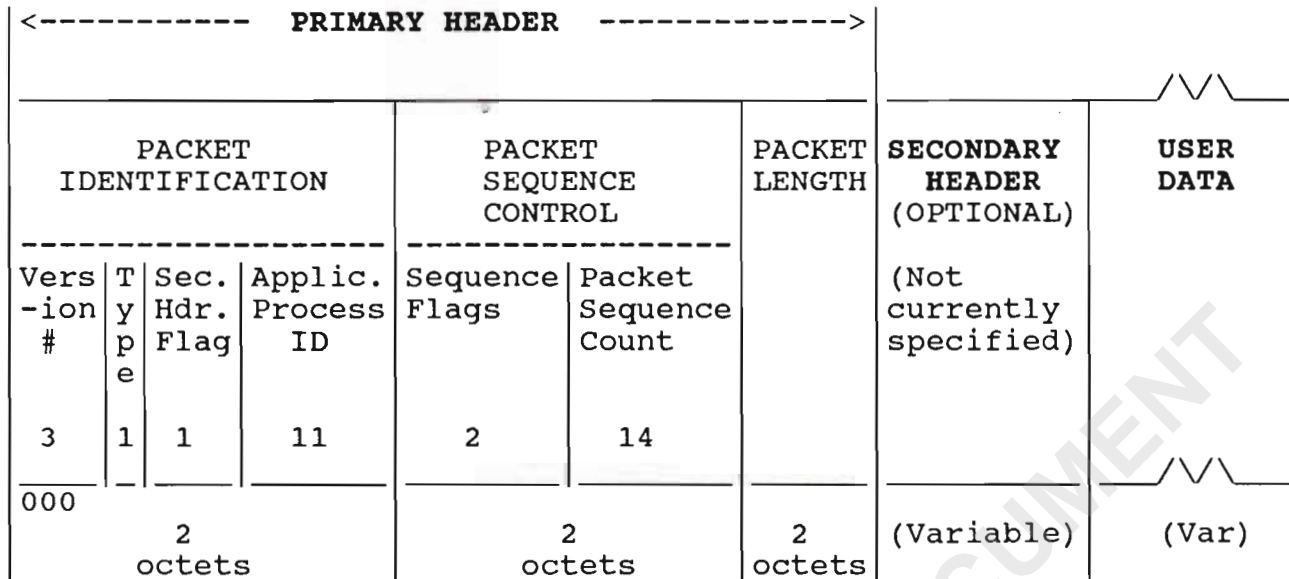 <----------- PRIMARY HEADER ------------->
PACKET IDENTIFICATION
PACKET SEQUENCE CONTROL
PACKET LENGTH
SECONDARY HEADER (OPTIONAL)
USER DATA
Vers-ion #
Type
Sec. Hdr. Flag
Applic. Process ID
Sequence Flags
Packet Sequence Count
(Not currently specified)
3
1
1
11
2
14
000
2 octets
2 octets
2 octets
(Variable)
(Var)